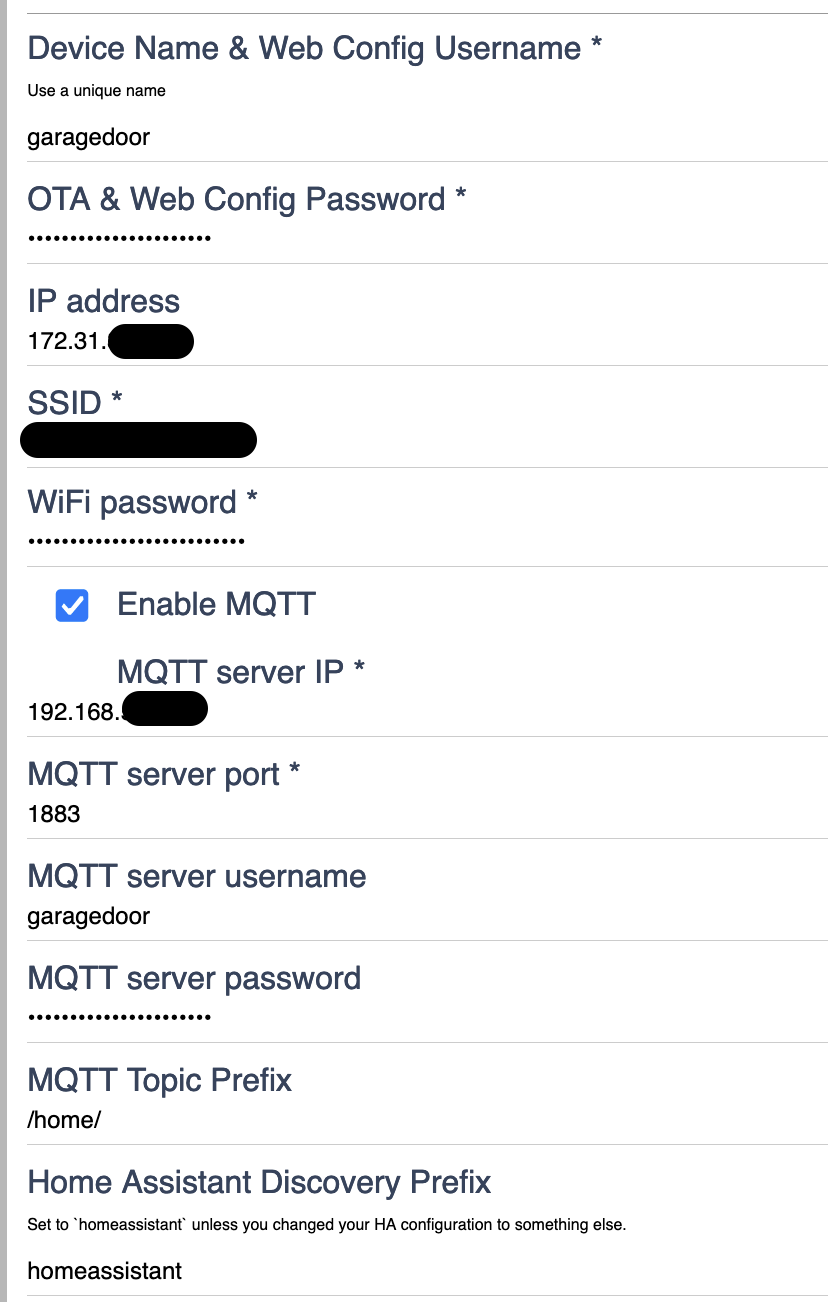 Device Name & Web Config Username *
Use a unique name
garagedoor
OTA & Web Config Password *
••••••••••••••••••••••
IP address
172.31.
SSID *
WiFi password *
••••••••••••••••••••••••••
Enable MQTT
MQTT server IP *
192.168.
MQTT server port *
1883
MQTT server username
garagedoor
MQTT server password
••••••••••••••••••••••
MQTT Topic Prefix
/home/
Home Assistant Discovery Prefix
Set to `homeassistant` unless you changed your HA configuration to something else.
homeassistant